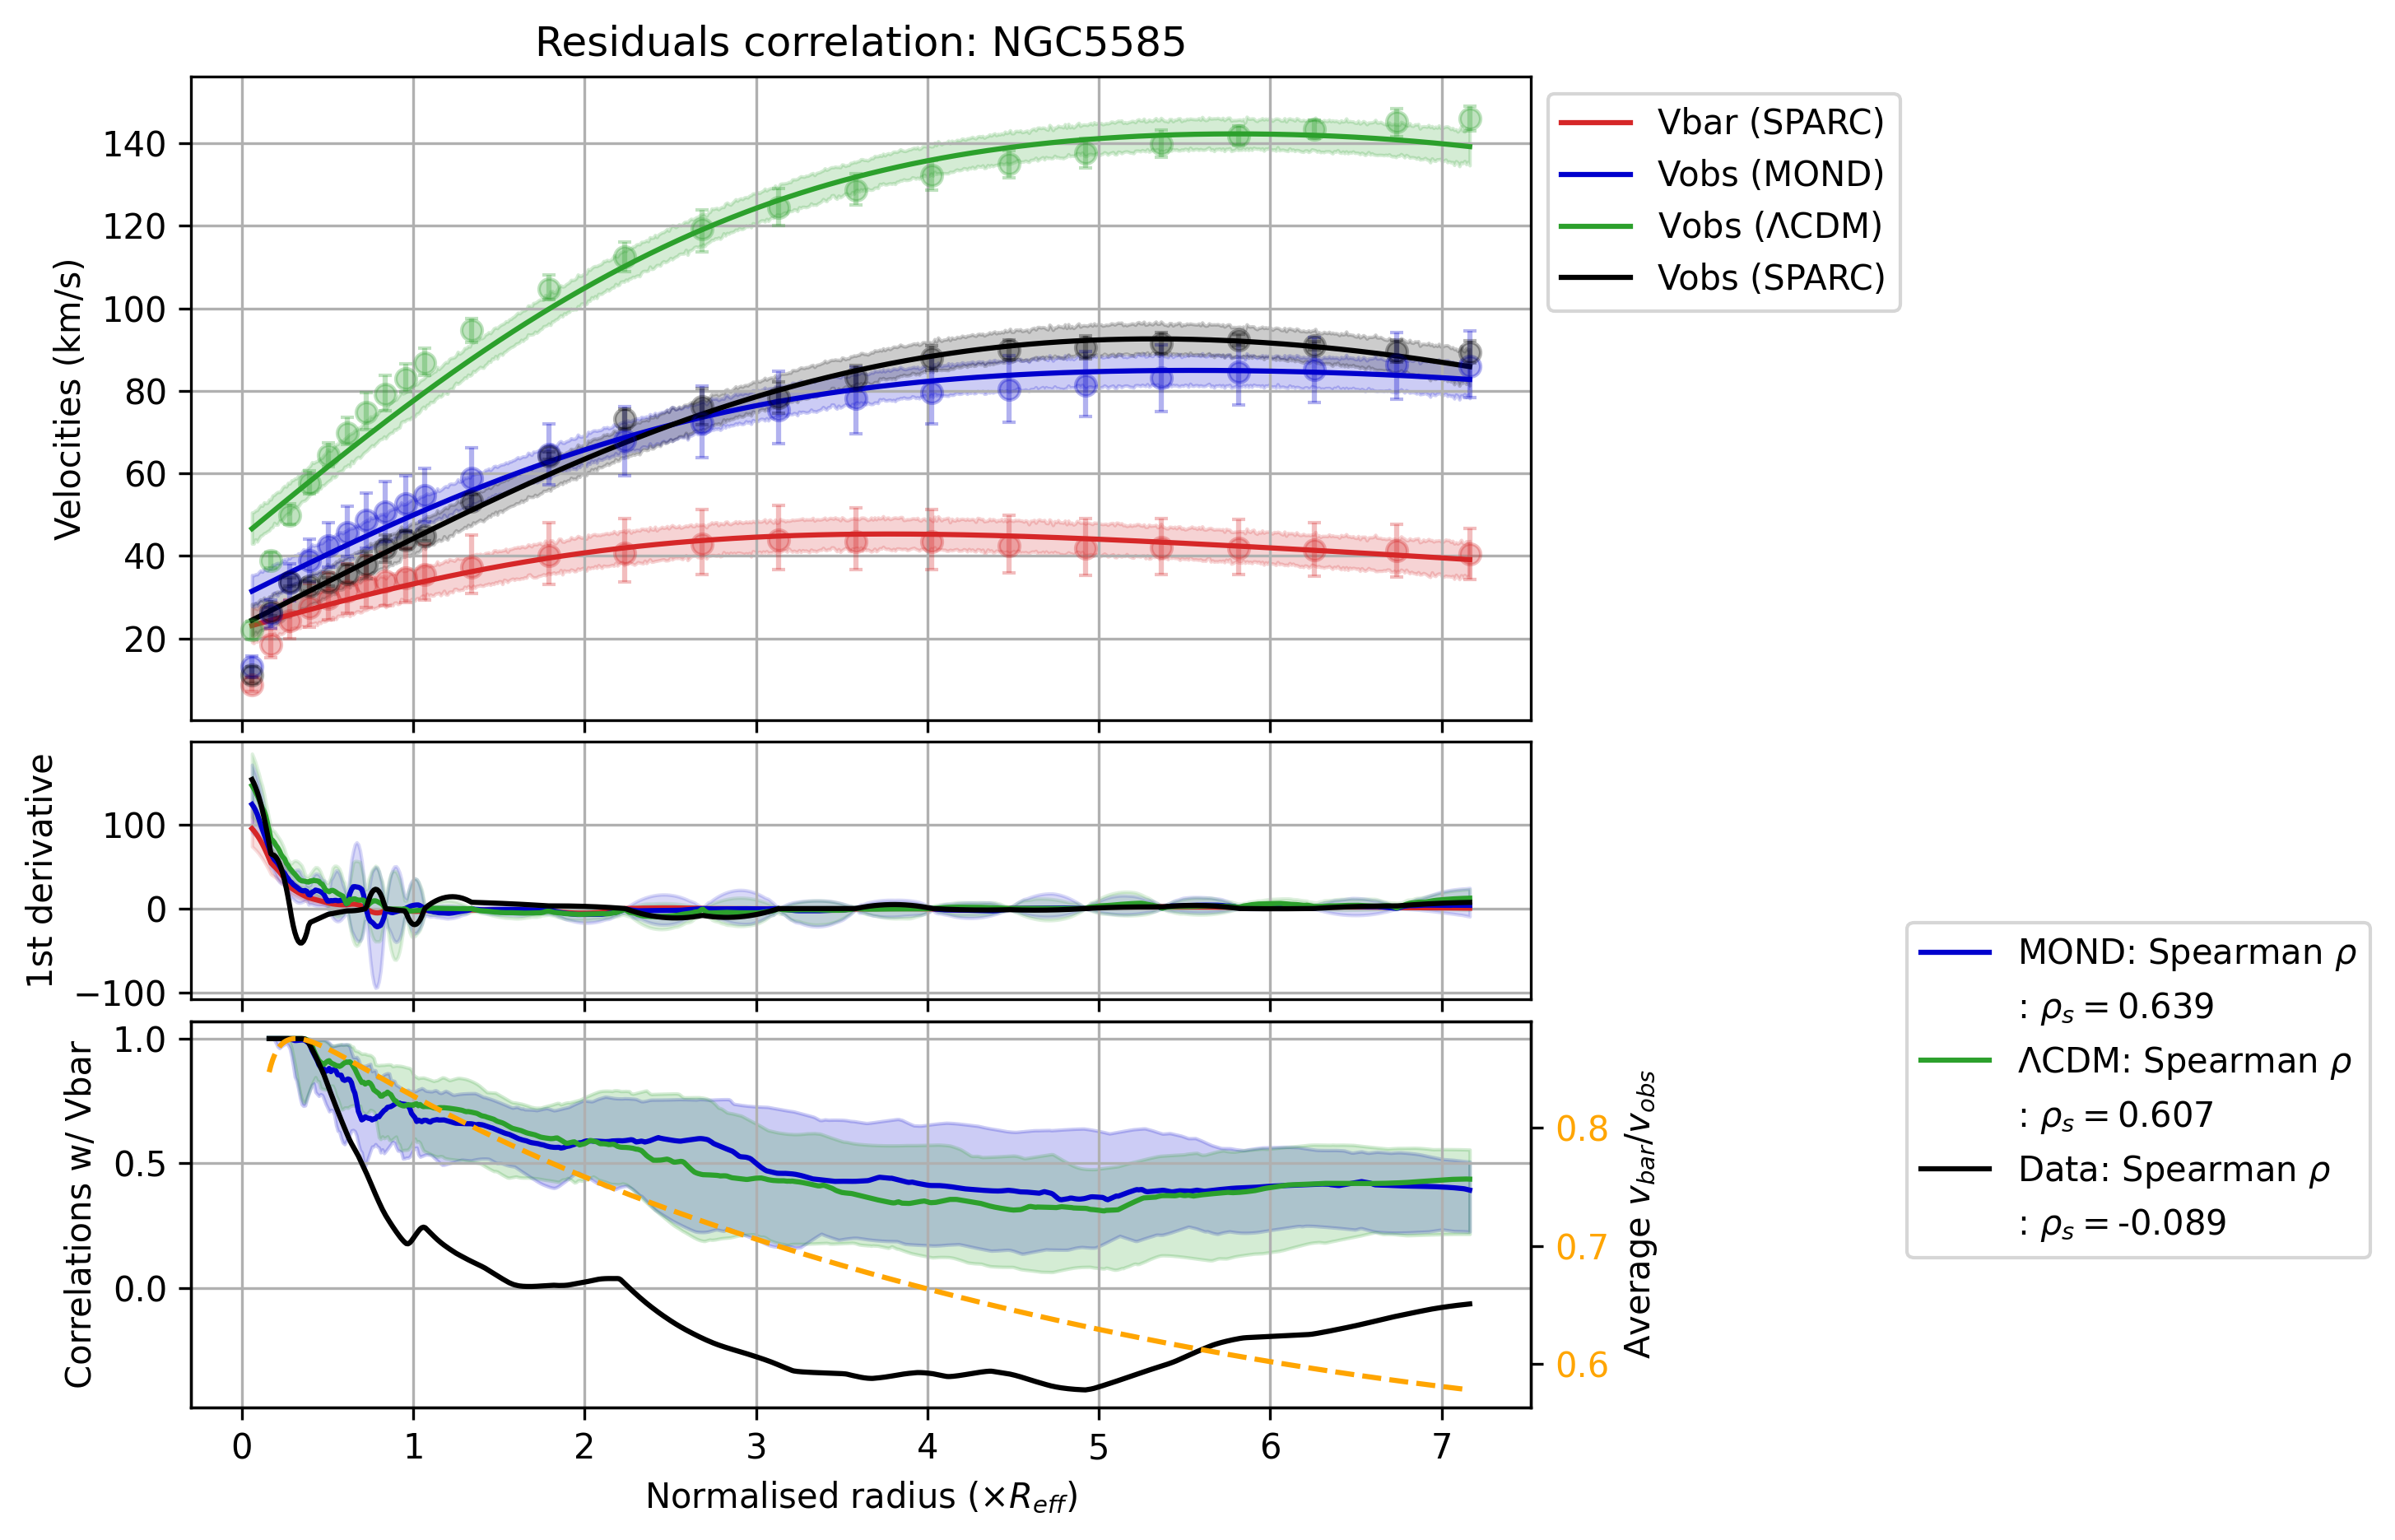 Residuals correlation: NGC5585
Velocities (km/s)
140
120
100
80
60
40
20
Vbar (SPARC)
Vobs (MOND)
Vobs (ΛCDM)
Vobs (SPARC)
1st derivative
100
0
−100
Correlations w/ Vbar
1.0
0.5
0.0
0.8
0.7
0.6
Average v_bar/v_obs
MOND: Spearman ρ
: ρ_s = 0.639
ΛCDM: Spearman ρ
: ρ_s = 0.607
Data: Spearman ρ
: ρ_s = -0.089
0 1 2 3 4 5 6 7
Normalised radius (×R_eff)